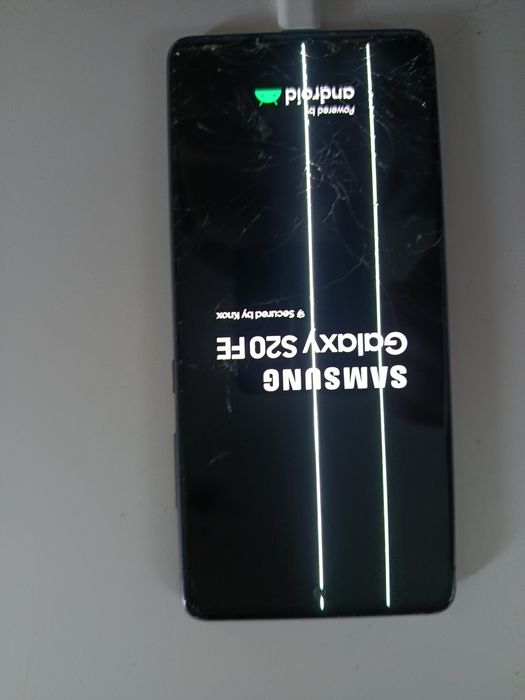 SAMSUNG
Galaxy S20 FE
Secured by Knox
Powered by
android